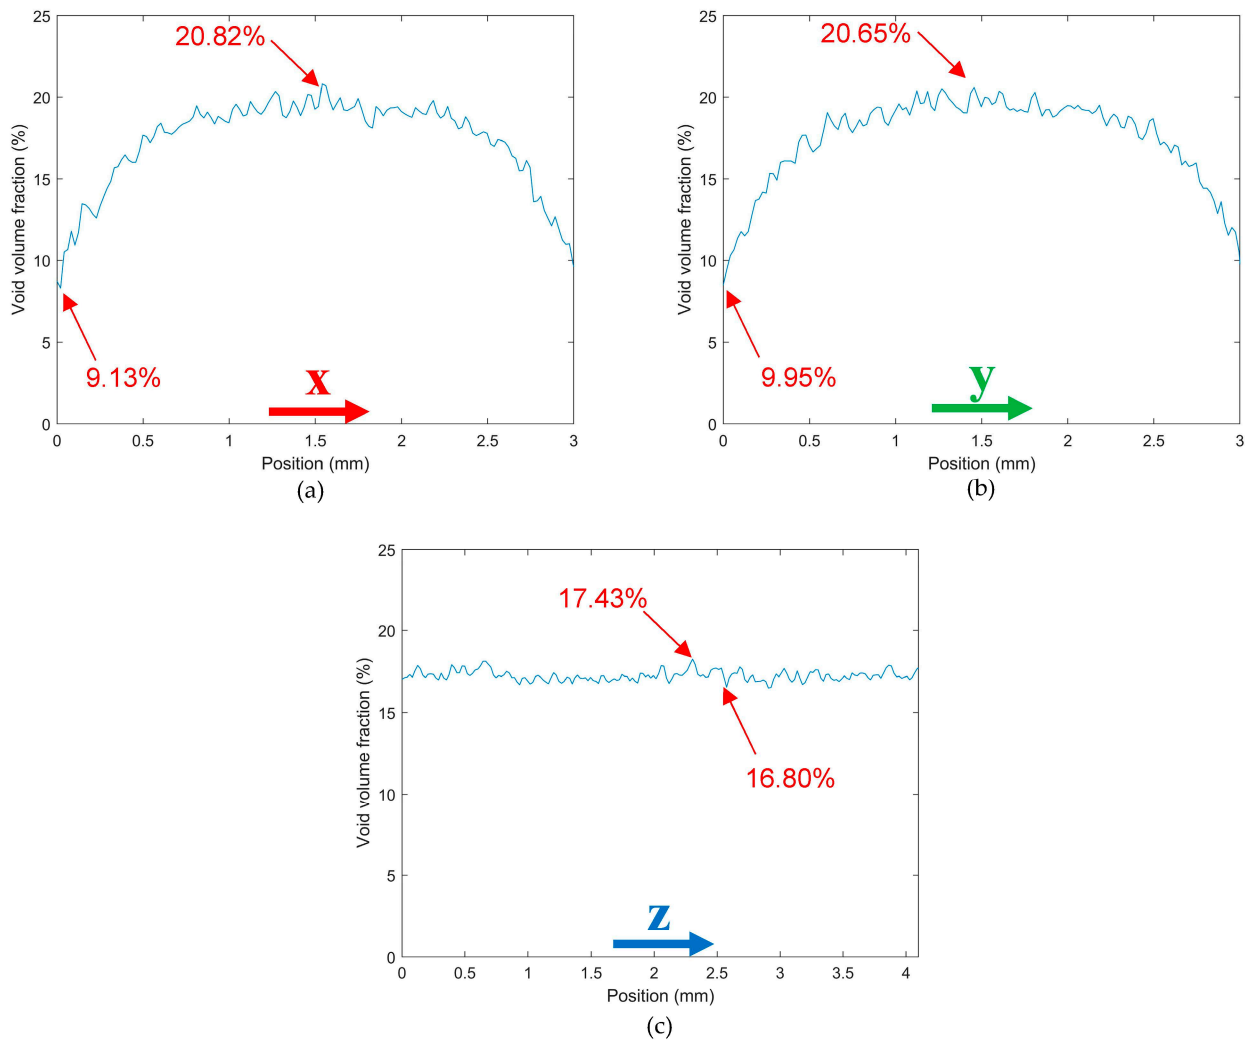 25
20
15
10
5
0
Void volume fraction (%)
20.82%
9.13%
x
0 0.5 1 1.5 2 2.5 3
Position (mm)
(a)
25
20
15
10
5
0
Void volume fraction (%)
20.65%
9.95%
y
0 0.5 1 1.5 2 2.5 3
Position (mm)
(b)
25
20
15
10
5
0
Void volume fraction (%)
17.43%
16.80%
z
0 0.5 1 1.5 2 2.5 3 3.5 4
Position (mm)
(c)